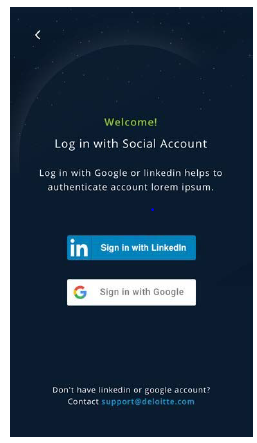 Welcome!
Log in with Social Account
Log in with Google or linkedin helps to
authenticate account lorem ipsum.
in Sign in with LinkedIn
G Sign in with Google
Don't have linkedin or google account?
Contact support@deloitte.com